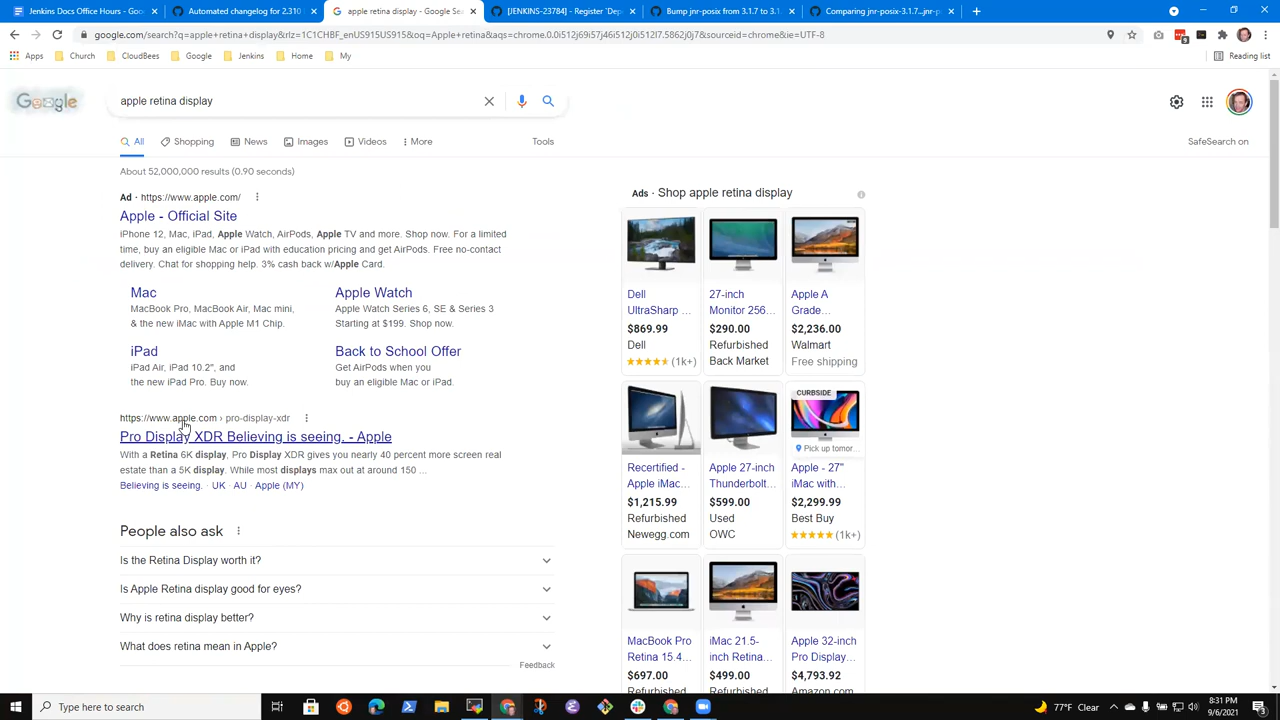 Jenkins Docs Office Hours - Goo
Automated changelog for 2.310
apple retina display - Google Se
[JENKINS-23784] - Register 'Dep
Bump jnr-posix from 3.1.7 to 3.1
Comparing jnr-posix-3.1.7...jnr-p
google.com/search?q=apple+retina+display&rlz=1C1CHBF_enUS915US915&oq=Apple+retina&aqs=chrome.0.0i512j69i57j46i512j0i512l7.5862j0j7&sourceid=chrome&ie=UTF-8
Apps
Church
CloudBees
Google
Jenkins
Home
My
Reading list
Google
apple retina display
All
Shopping
News
Images
Videos
More
Tools
SafeSearch on
About 52,000,000 results (0.90 seconds)
Ad · https://www.apple.com/
Apple - Official Site
iPhone 12, Mac, iPad, Apple Watch, AirPods, Apple TV and more. Shop now. For a limited
time, buy an eligible Mac or iPad with education pricing and get AirPods. Free no-contact
delivery. Chat for shopping help. 3% cash back w/Apple Card.
Mac
MacBook Pro, MacBook Air, Mac mini,
& the new iMac with Apple M1 Chip.
Apple Watch
Apple Watch Series 6, SE & Series 3
Starting at $199. Shop now.
iPad
iPad Air, iPad 10.2", and
the new iPad Pro. Buy now.
Back to School Offer
Get AirPods when you
buy an eligible Mac or iPad.
https://www.apple.com › pro-display-xdr
Pro Display XDR Believing is seeing. - Apple
With a Retina 6K display, Pro Display XDR gives you nearly 40 percent more screen real
estate than a 5K display. While most displays max out at around 150 ...
Believing is seeing. · UK · AU · Apple (MY)
People also ask
Is the Retina Display worth it?
Is Apple Retina display good for eyes?
Why is retina display better?
What does retina mean in Apple?
Feedback
Ads · Shop apple retina display
Dell
UltraSharp ...
$869.99
Dell
(1k+)
27-inch
Monitor 256...
$290.00
Refurbished
Back Market
Apple A
Grade...
$2,236.00
Walmart
Free shipping
Recertified -
Apple iMac...
$1,215.99
Refurbished
Newegg.com
Apple 27-inch
Thunderbolt...
$599.00
Used
OWC
CURBSIDE
Pick up tomor...
Apple - 27"
iMac with...
$2,299.99
Best Buy
(1k+)
MacBook Pro
Retina 15.4...
$697.00
Refurbished
iMac 21.5-
inch Retina...
$499.00
Refurbished
Apple 32-inch
Pro Display...
$4,793.92
Amazon.com
Type here to search
77°F Clear
8:31 PM
9/6/2021